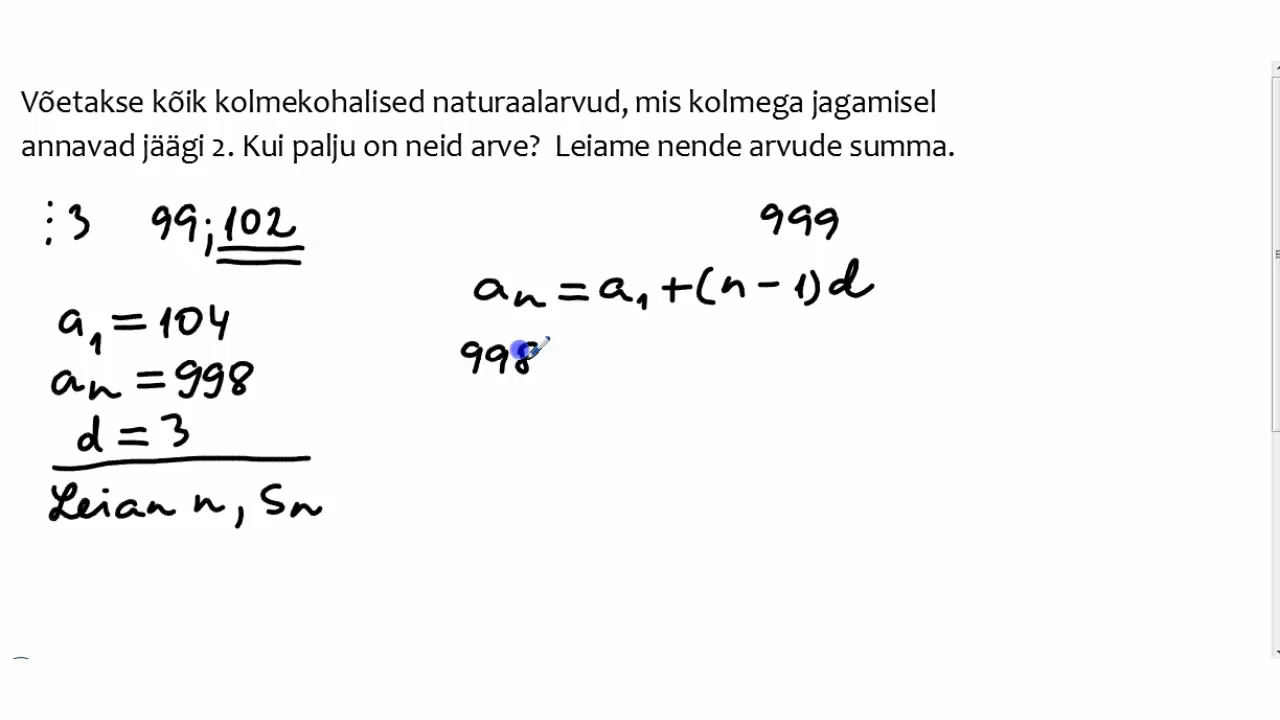 Võetakse kõik kolmekohalised naturaalarvud, mis kolmega jagamisel
annavad jäägi 2. Kui palju on neid arve? Leiame nende arvude summa.
⋮3 99; 102
999
aₙ = a₁ + (n - 1)d
a₁ = 104
998
aₙ = 998
d = 3
Leian n, Sₙ